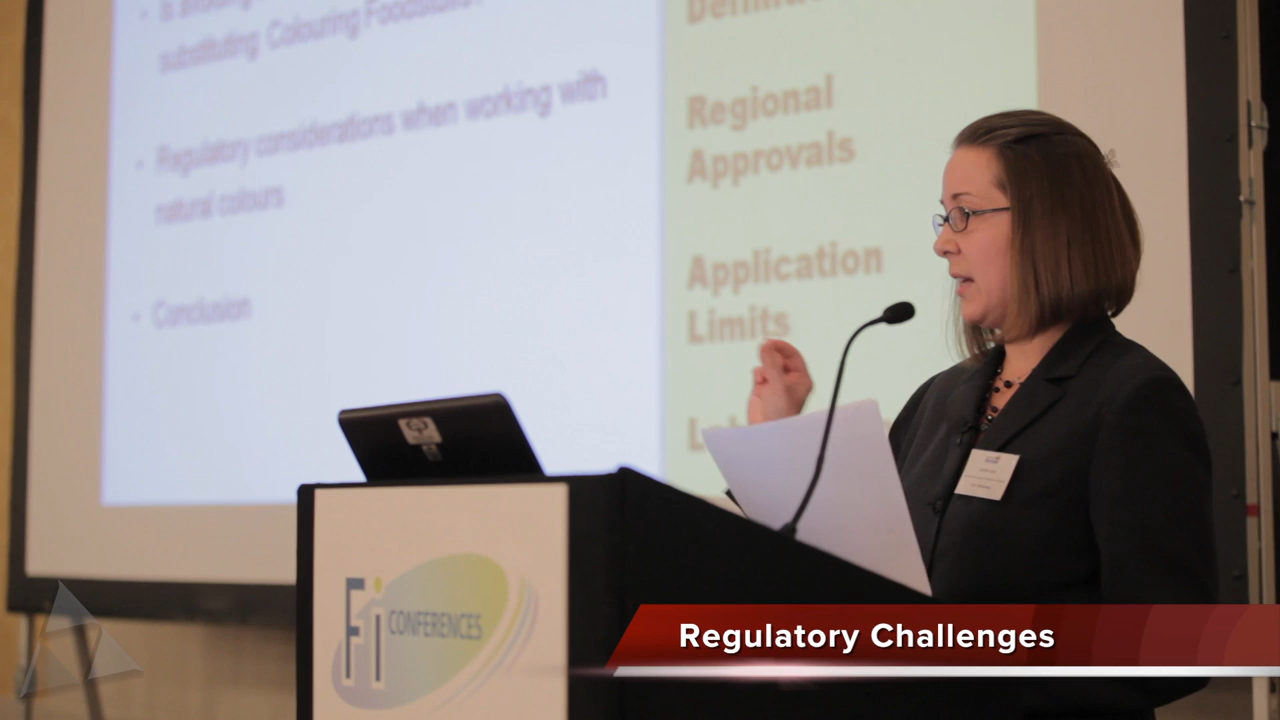 substituting Colouring Foodstuffs?
Regulatory considerations when working with
natural colours
Conclusion
Regional
Approvals
Application
Limits
Fi CONFERENCES
Regulatory Challenges